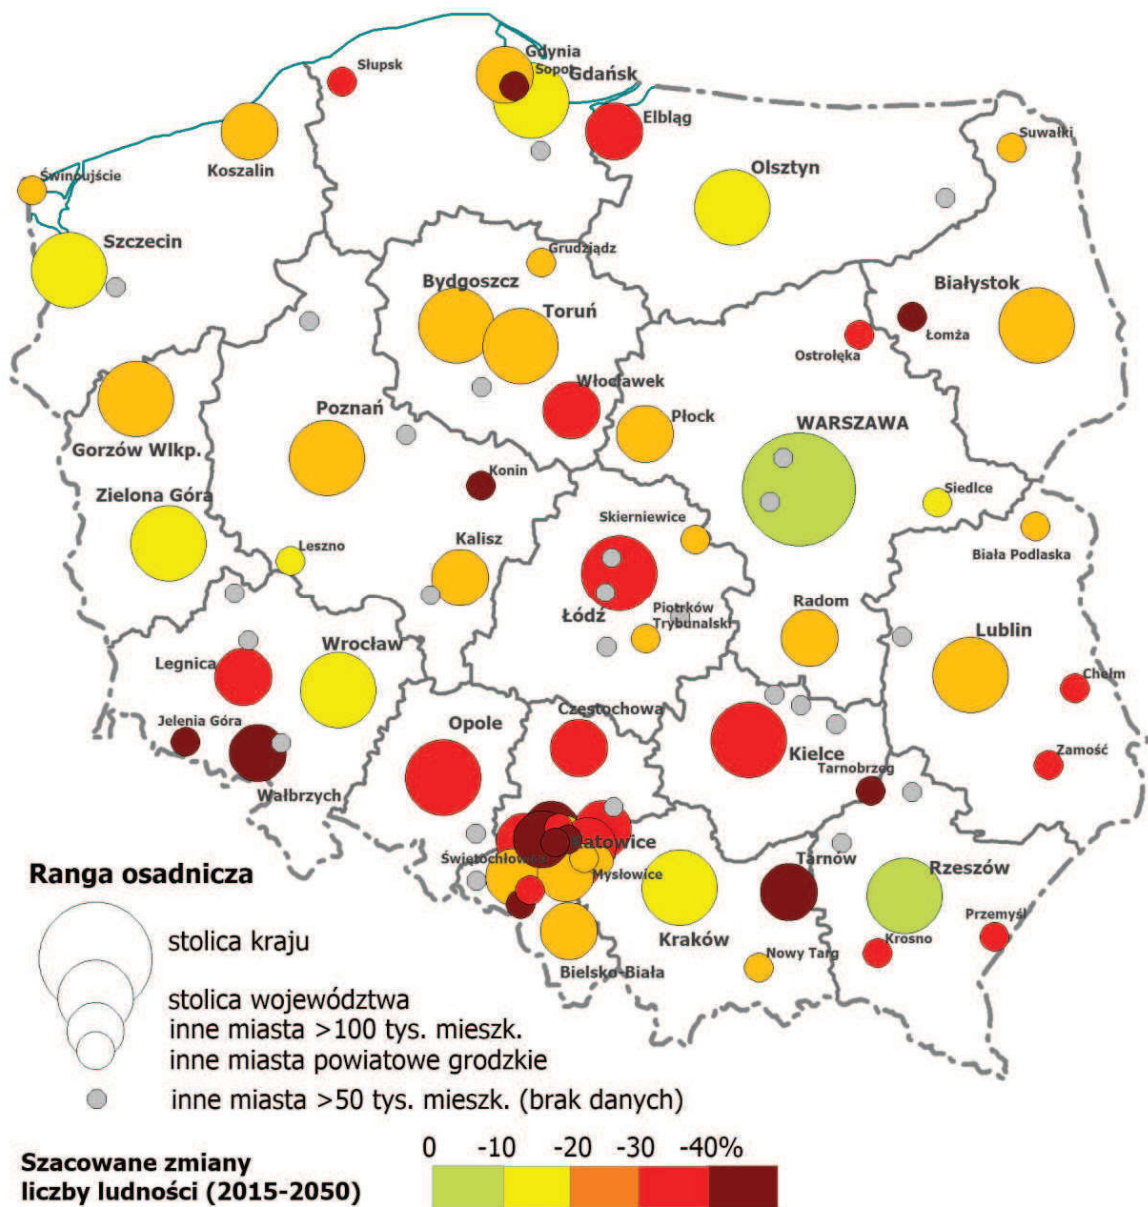 Gdynia
Słupsk
Sopot
Gdańsk
Elbląg
Suwałki
Koszalin
Olsztyn
Świnoujście
Szczecin
Grudziądz
Bydgoszcz
Toruń
Białystok
Łomża
Ostrołęka
Włocławek
Płock
Poznań
WARSZAWA
Gorzów Wlkp.
Konin
Zielona Góra
Siedlce
Skierniewice
Leszno
Kalisz
Biała Podlaska
Radom
Piotrków
Trybunalski
Łódź
Lublin
Wrocław
Legnica
Chełm
Częstochowa
Jelenia Góra
Opole
Kielce
Zamość
Tarnobrzeg
Wałbrzych
Katowice
Świętochłowice
Mysłowice
Tarnów
Rzeszów
Ranga osadnicza
Przemyśl
Kraków
Krosno
stolica kraju
Nowy Targ
Bielsko-Biała
stolica województwa
inne miasta >100 tys. mieszk.
inne miasta powiatowe grodzkie
inne miasta >50 tys. mieszk. (brak danych)
0 -10 -20 -30 -40%
Szacowane zmiany
liczby ludności (2015-2050)